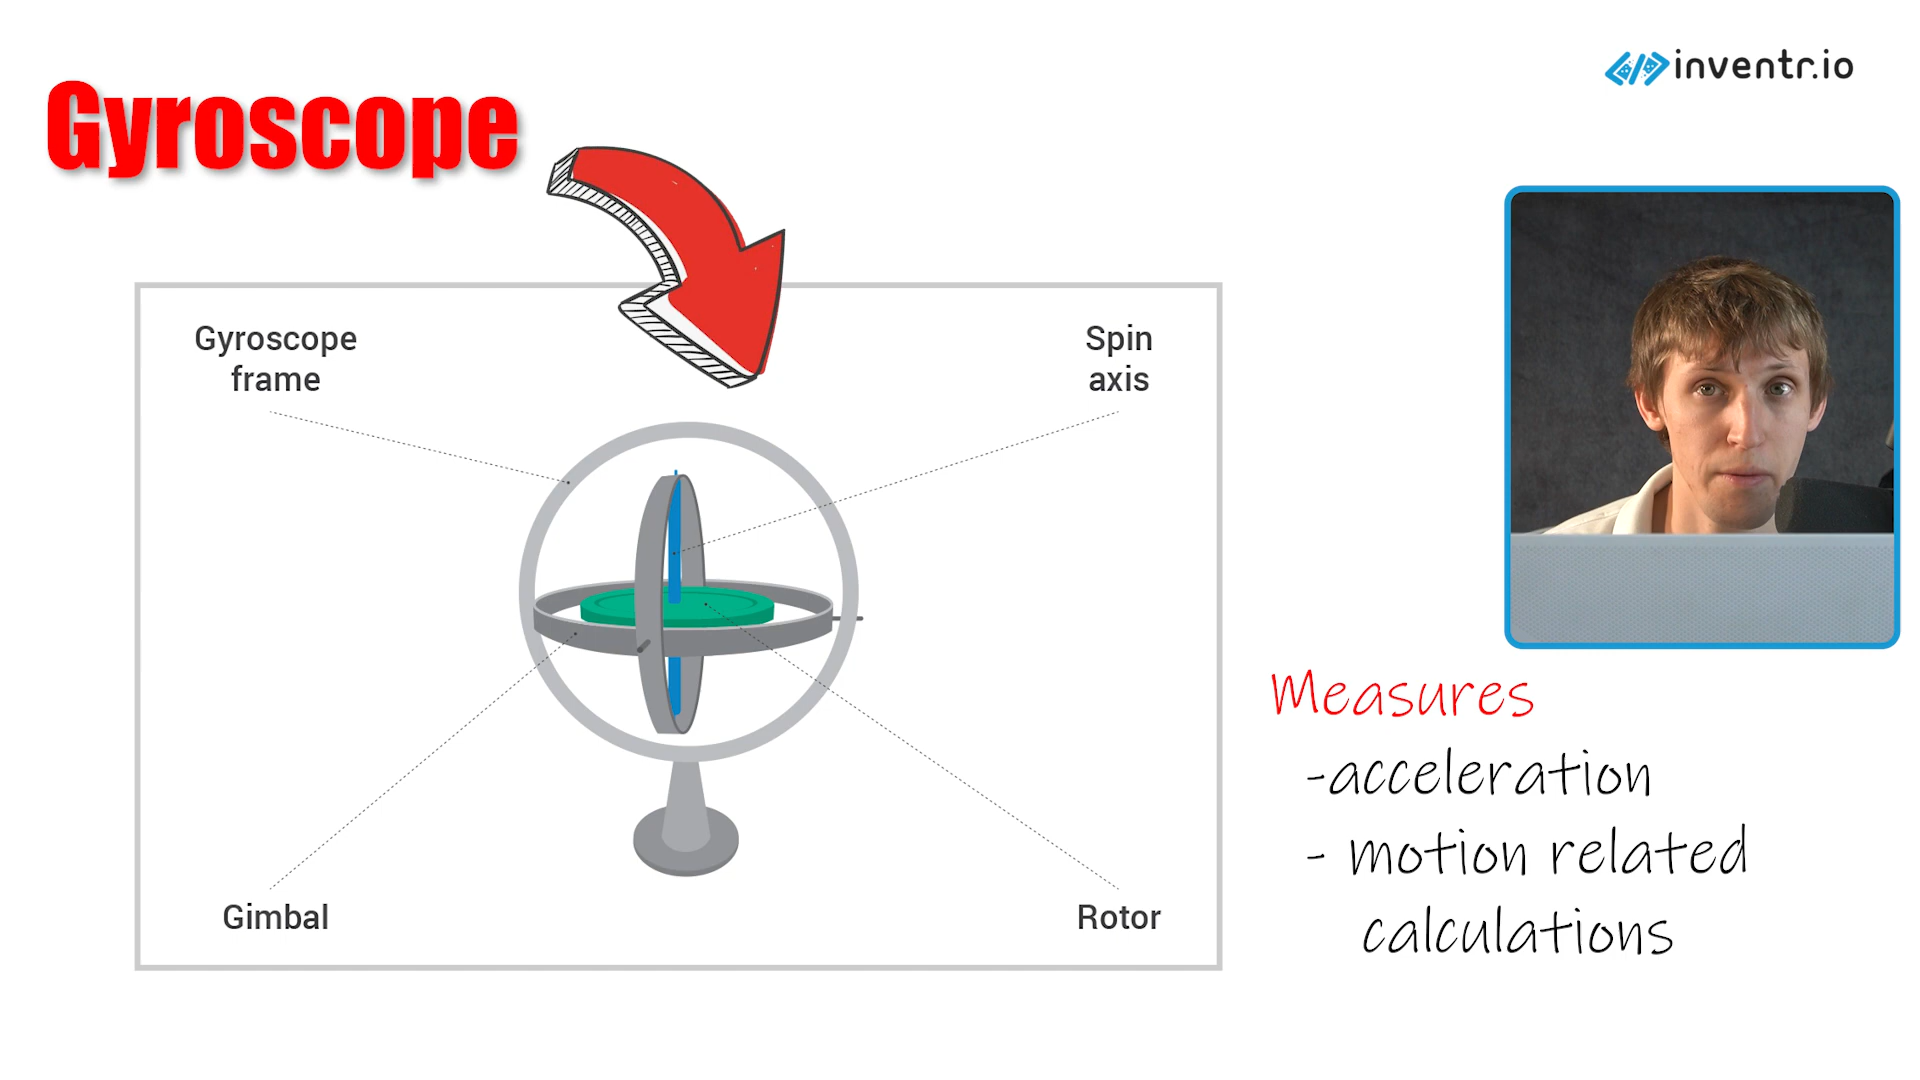 inventr.io
Gyroscope
Gyroscope
frame
Spin
axis
Gimbal
Rotor
Measures
-acceleration
- motion related
calculations